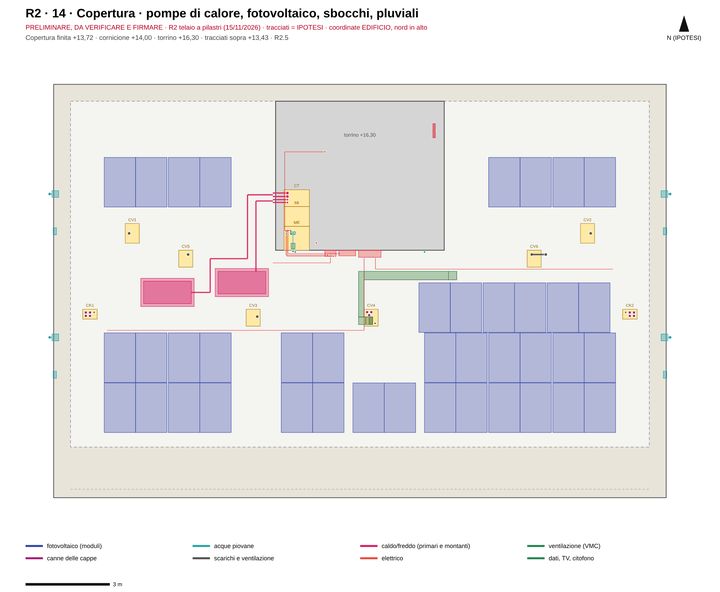 R2 · 14 · Copertura · pompe di calore, fotovoltaico, sbocchi, pluviali
PRELIMINARE, DA VERIFICARE E FIRMARE · R2 telaio a pilastri (15/11/2026) · tracciati = IPOTESI · coordinate EDIFICIO, nord in alto
Copertura finita +13,72 · cornicione +14,00 · torrino +16,30 · tracciati sopra +13,43 · R2.5
N (IPOTESI)
torrino +16,30
CT
ME
CV1
CV2
CV5
CV6
CK1
CV3
CV4
CK2
fotovoltaico (moduli)
acque piovane
caldo/freddo (primari e montanti)
ventilazione (VMC)
canne delle cappe
scarichi e ventilazione
elettrico
dati, TV, citofono
3 m